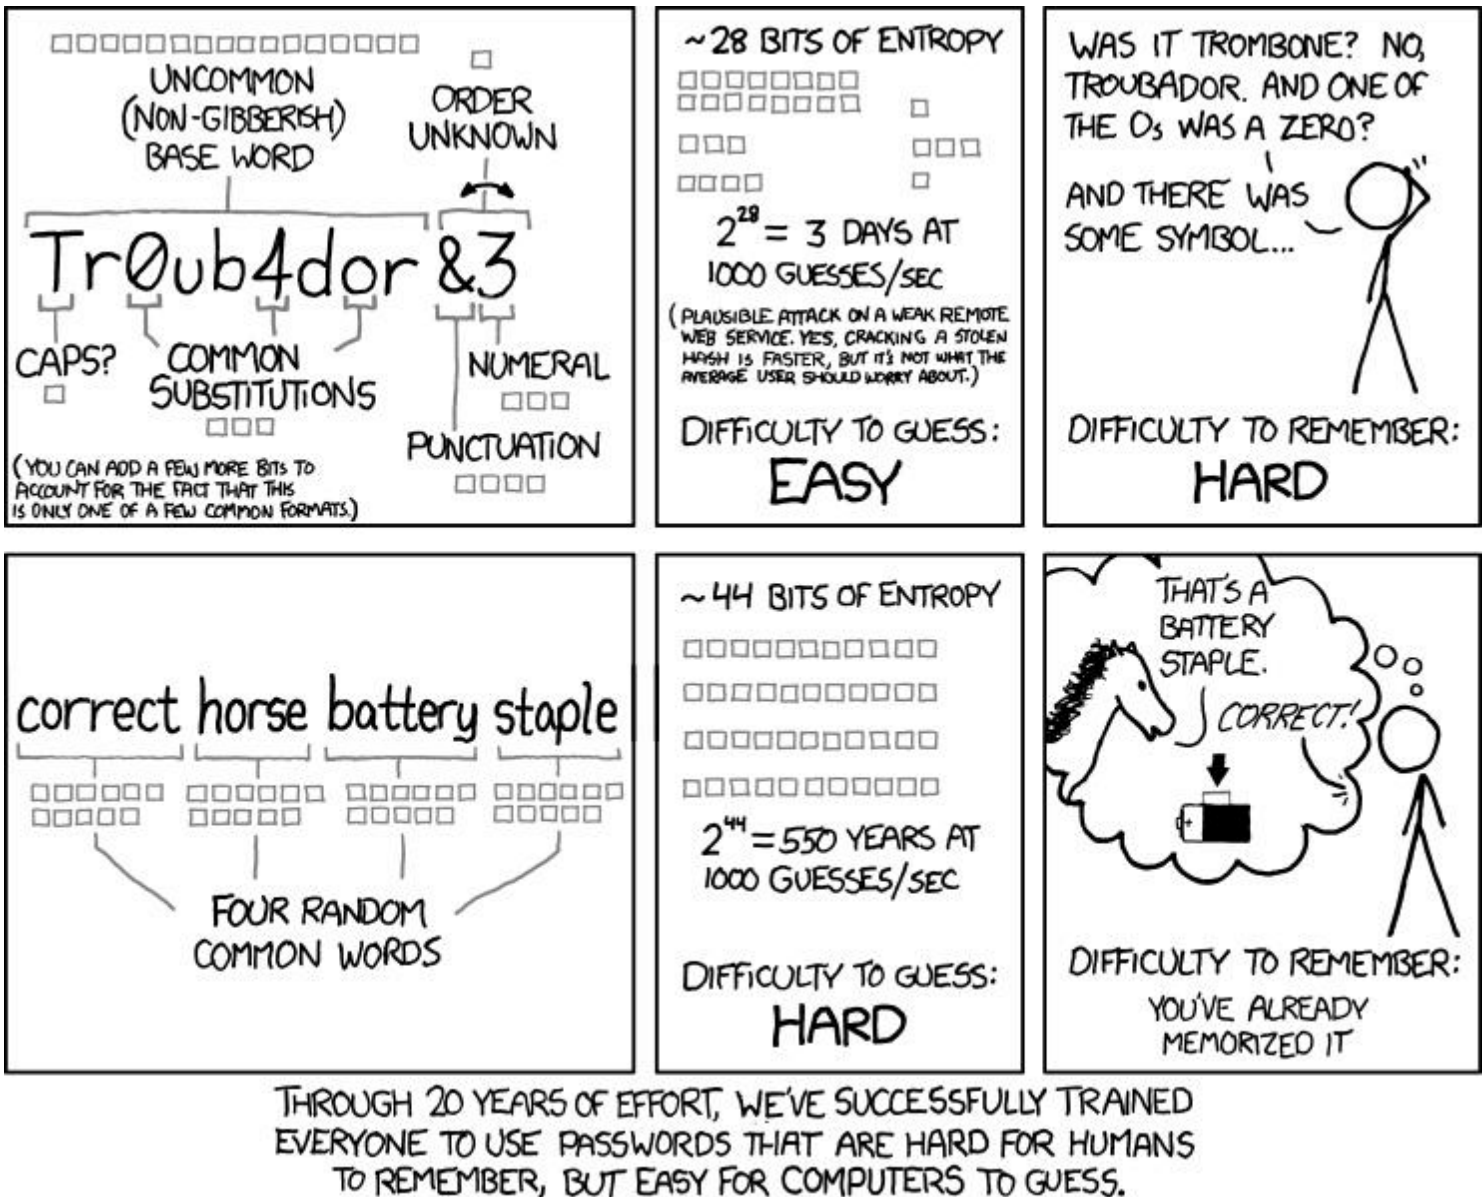 UNCOMMON
(NON-GIBBERISH)
BASE WORD
ORDER
UNKNOWN
Tr0ub4dor &3
CAPS?
COMMON
SUBSTITUTIONS
NUMERAL
PUNCTUATION
(YOU CAN ADD A FEW MORE BITS TO
ACCOUNT FOR THE FACT THAT THIS
IS ONLY ONE OF A FEW COMMON FORMATS.)
~28 BITS OF ENTROPY
2^28 = 3 DAYS AT
1000 GUESSES/SEC
(PLAUSIBLE ATTACK ON A WEAK REMOTE
WEB SERVICE. YES, CRACKING A STOLEN
HASH IS FASTER, BUT IT'S NOT WHAT THE
AVERAGE USER SHOULD WORRY ABOUT.)
DIFFICULTY TO GUESS:
EASY
WAS IT TROMBONE? NO,
TROUBADOR. AND ONE OF
THE Os WAS A ZERO?
AND THERE WAS
SOME SYMBOL...
DIFFICULTY TO REMEMBER:
HARD
correct horse battery staple
FOUR RANDOM
COMMON WORDS
~44 BITS OF ENTROPY
2^44 = 550 YEARS AT
1000 GUESSES/SEC
DIFFICULTY TO GUESS:
HARD
THAT'S A
BATTERY
STAPLE.
CORRECT!
+
DIFFICULTY TO REMEMBER:
YOU'VE ALREADY
MEMORIZED IT
THROUGH 20 YEARS OF EFFORT, WE'VE SUCCESSFULLY TRAINED
EVERYONE TO USE PASSWORDS THAT ARE HARD FOR HUMANS
TO REMEMBER, BUT EASY FOR COMPUTERS TO GUESS.